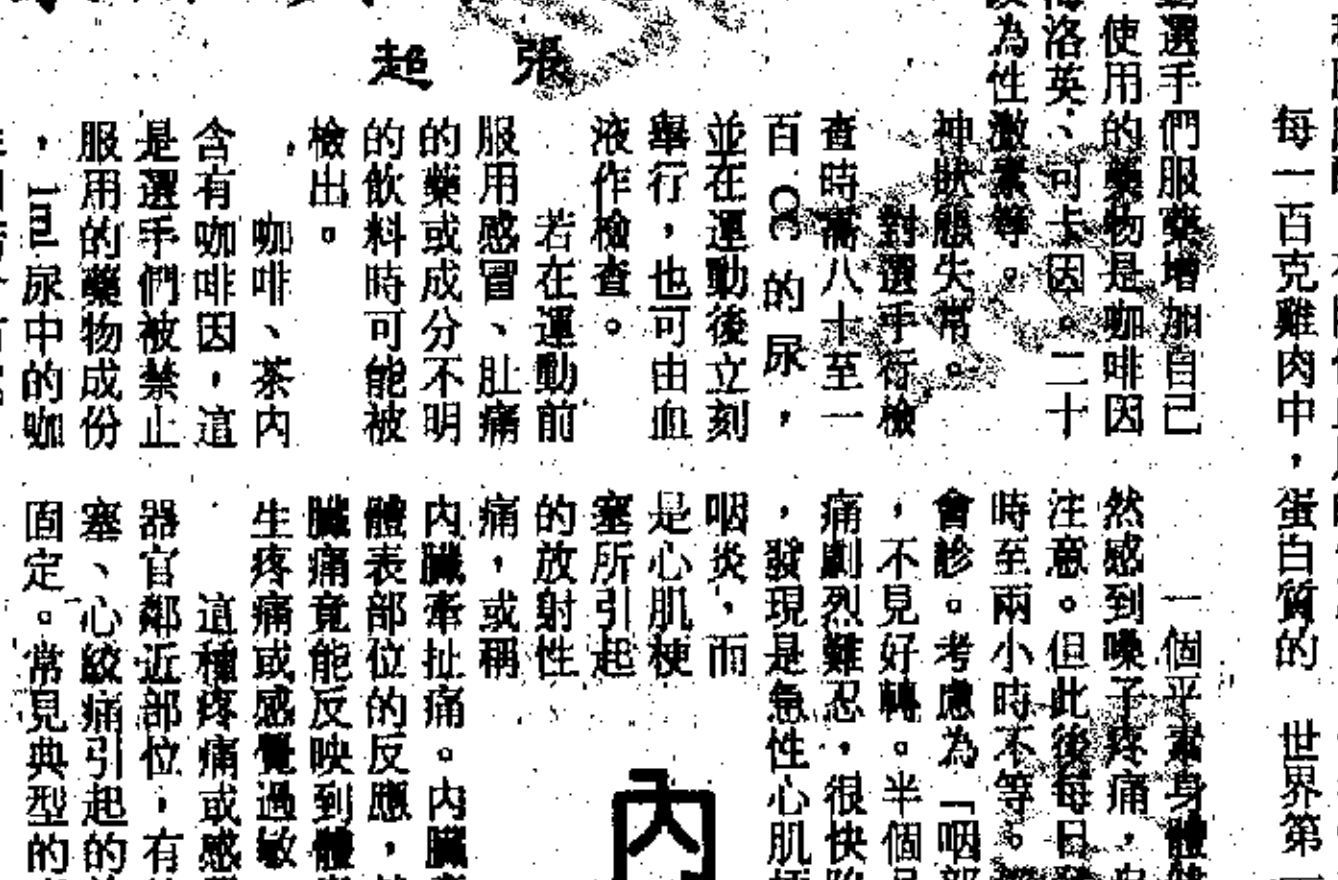 每一百克雞肉中，蛋白質的
世界第一
張 超
選手們服藥增加自己
使用的藥物是咖啡因
洛英、可卡因。二十
為性激素等。
神狀態失常。
對選手行檢
查時需八十至一
百 CC 的尿，
並在運動後立刻
舉行，也可由血
液作檢查。
若在運動前
服用感冒、肚痛
的藥或成分不明
的飲料時可能被
檢出。
咖啡、茶內
含有咖啡因，這
是選手們被禁止
服用的藥物成份
，1ml 尿中的咖
一個平素身體
然感到嗓子疼痛，
注意。但此後每日
時至兩小時不等。
會診。考慮為「咽
，不見好轉。半個
痛劇烈難忍，很快
，發現是急性心肌
咽炎，而
是心肌梗
塞所引起
的放射性
痛，或稱
內臟牽扯痛。內臟
體表部位的反應，
臟痛竟能反映到體
生疼痛或感覺過敏
這種疼痛或感
器官鄰近部位，有
塞、心絞痛引起的
固定。常見典型的
內